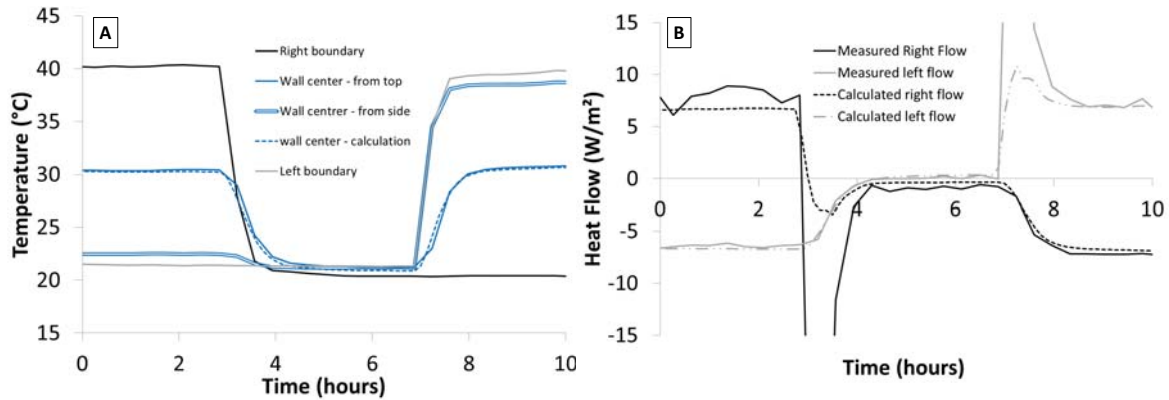 A
45
40
35
30
25
20
15
Temperature (°C)
0
2
4
6
8
10
Time (hours)
Right boundary
Wall center - from top
Wall centrer - from side
wall center - calculation
Left boundary
B
15
10
5
0
-5
-10
-15
Heat Flow (W/m²)
0
2
4
6
8
10
Time (hours)
Measured Right Flow
Measured left flow
Calculated right flow
Calculated left flow